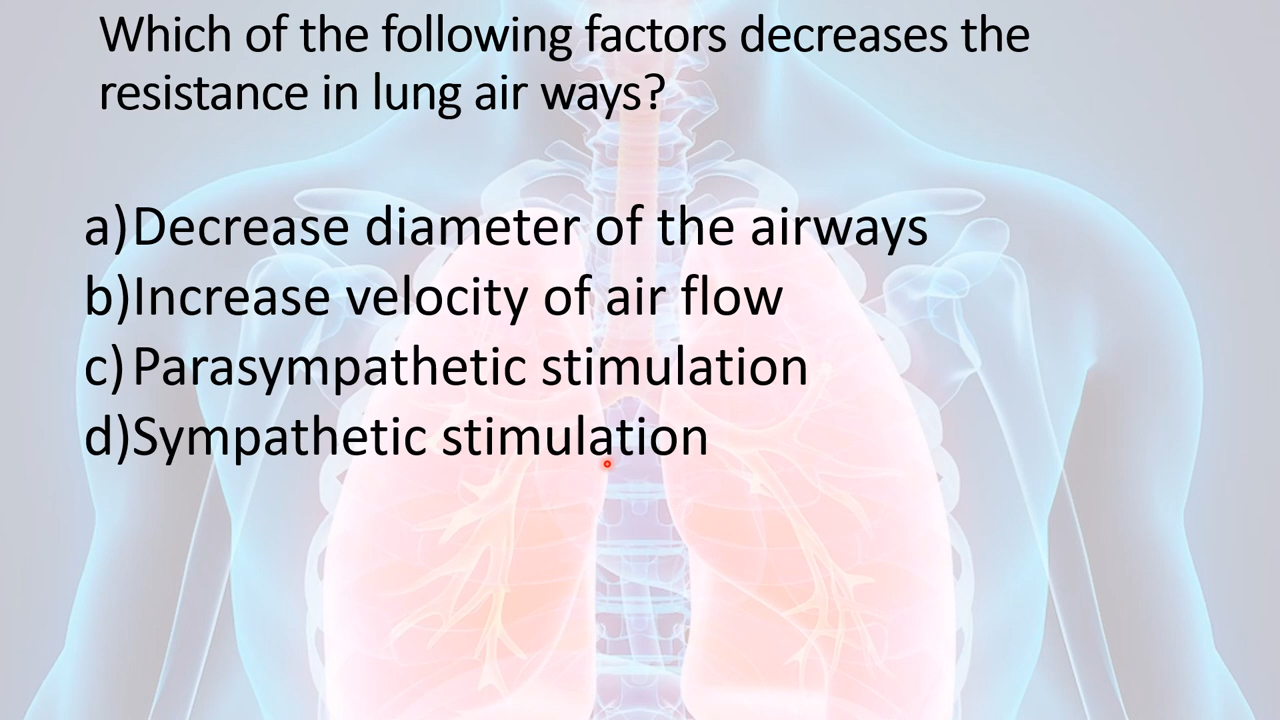 Which of the following factors decreases the
resistance in lung air ways?
a)Decrease diameter of the airways
b)Increase velocity of air flow
c)Parasympathetic stimulation
d)Sympathetic stimulation